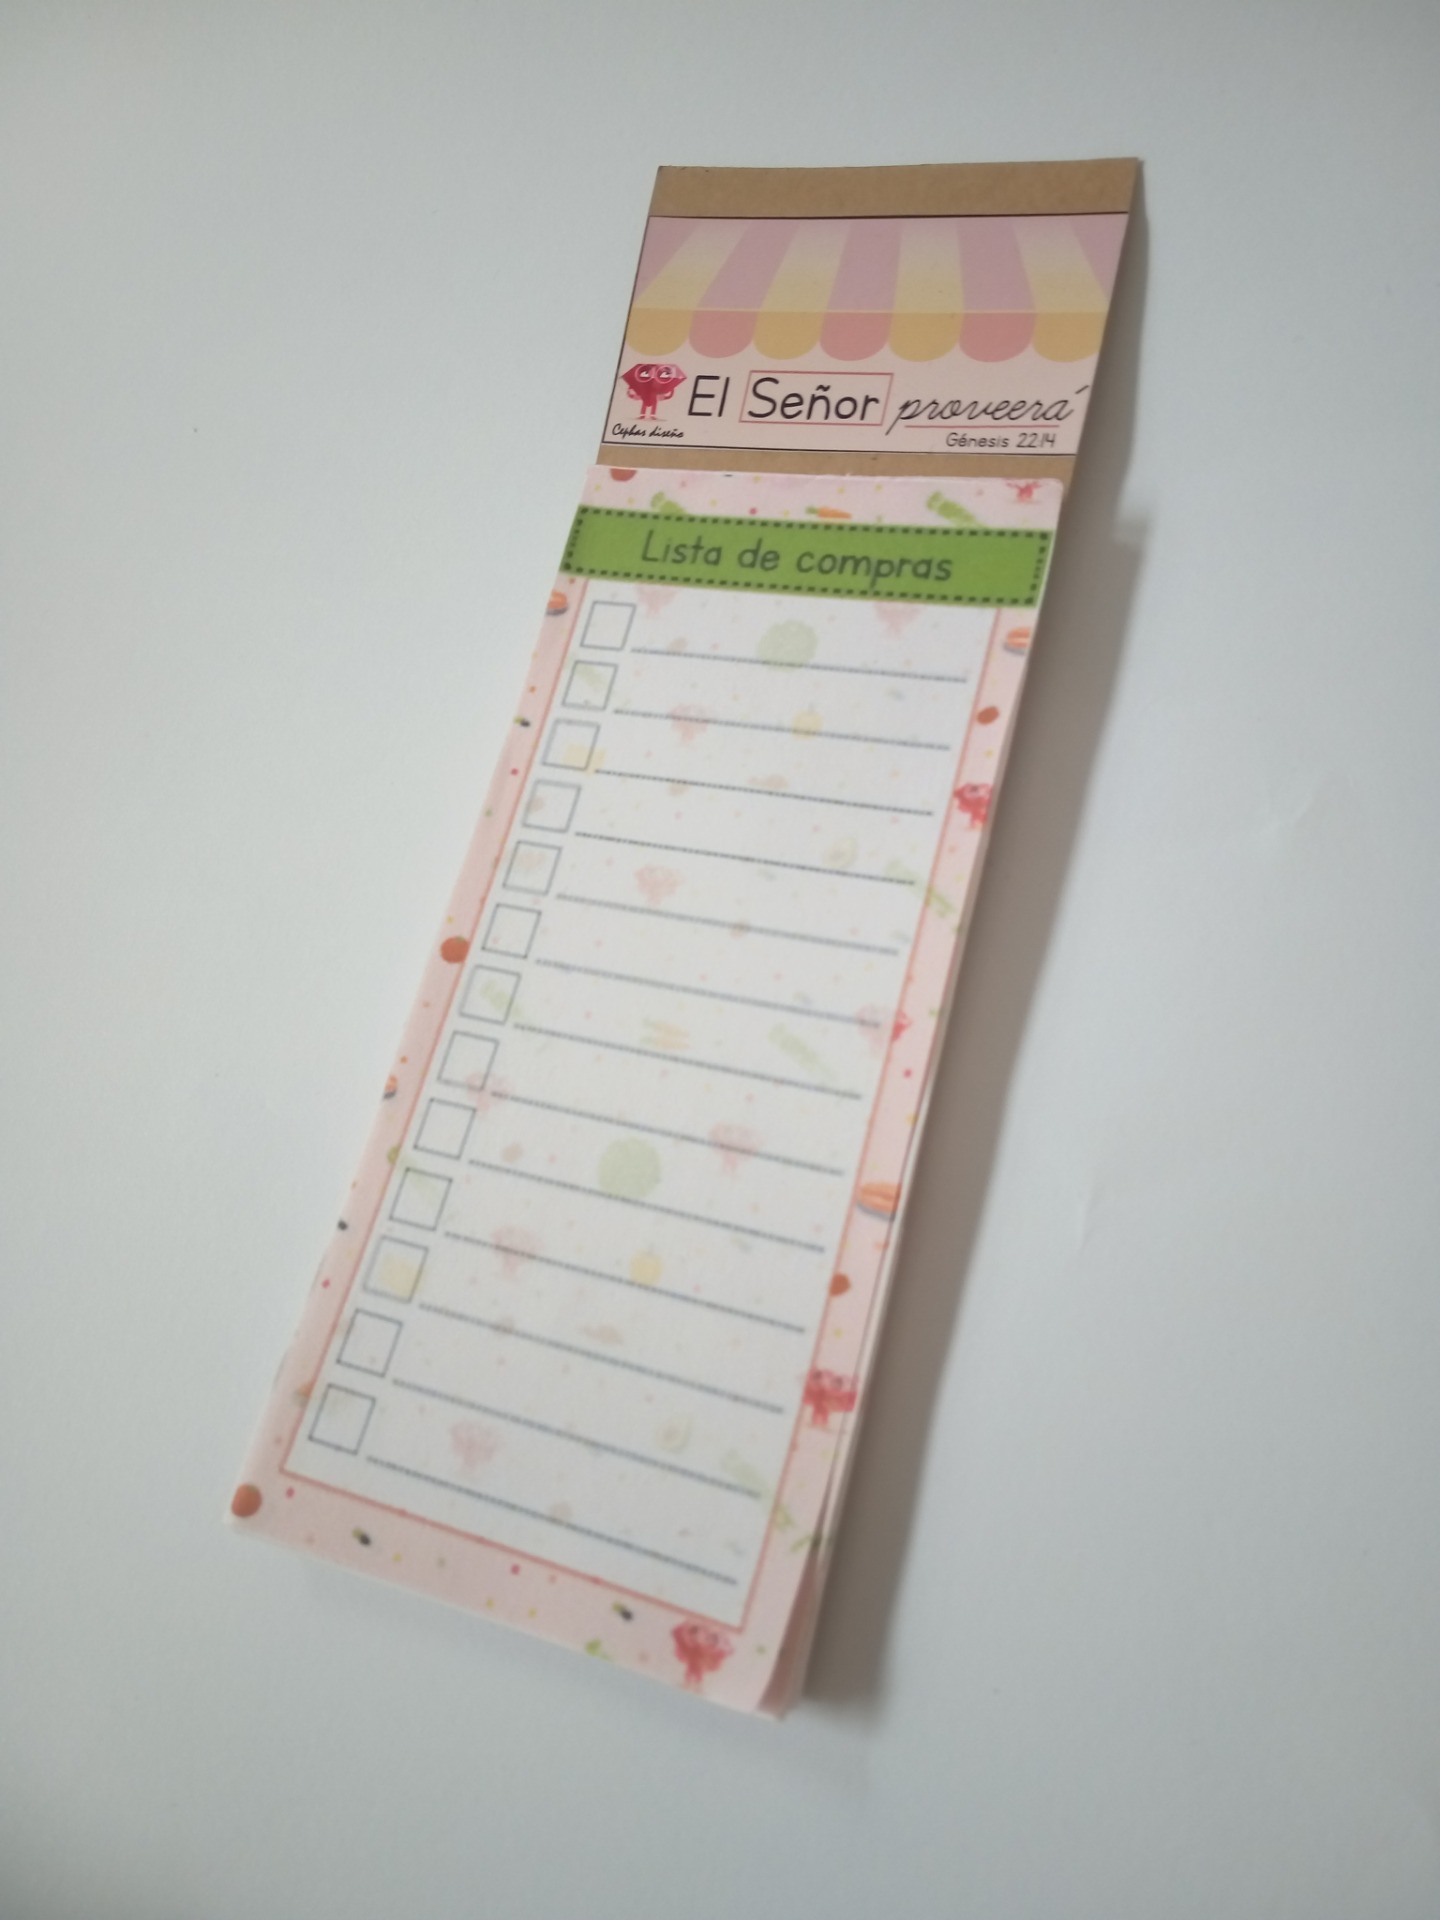 El Señor proveerá
Cephas diseño
Génesis 22:14
Lista de compras